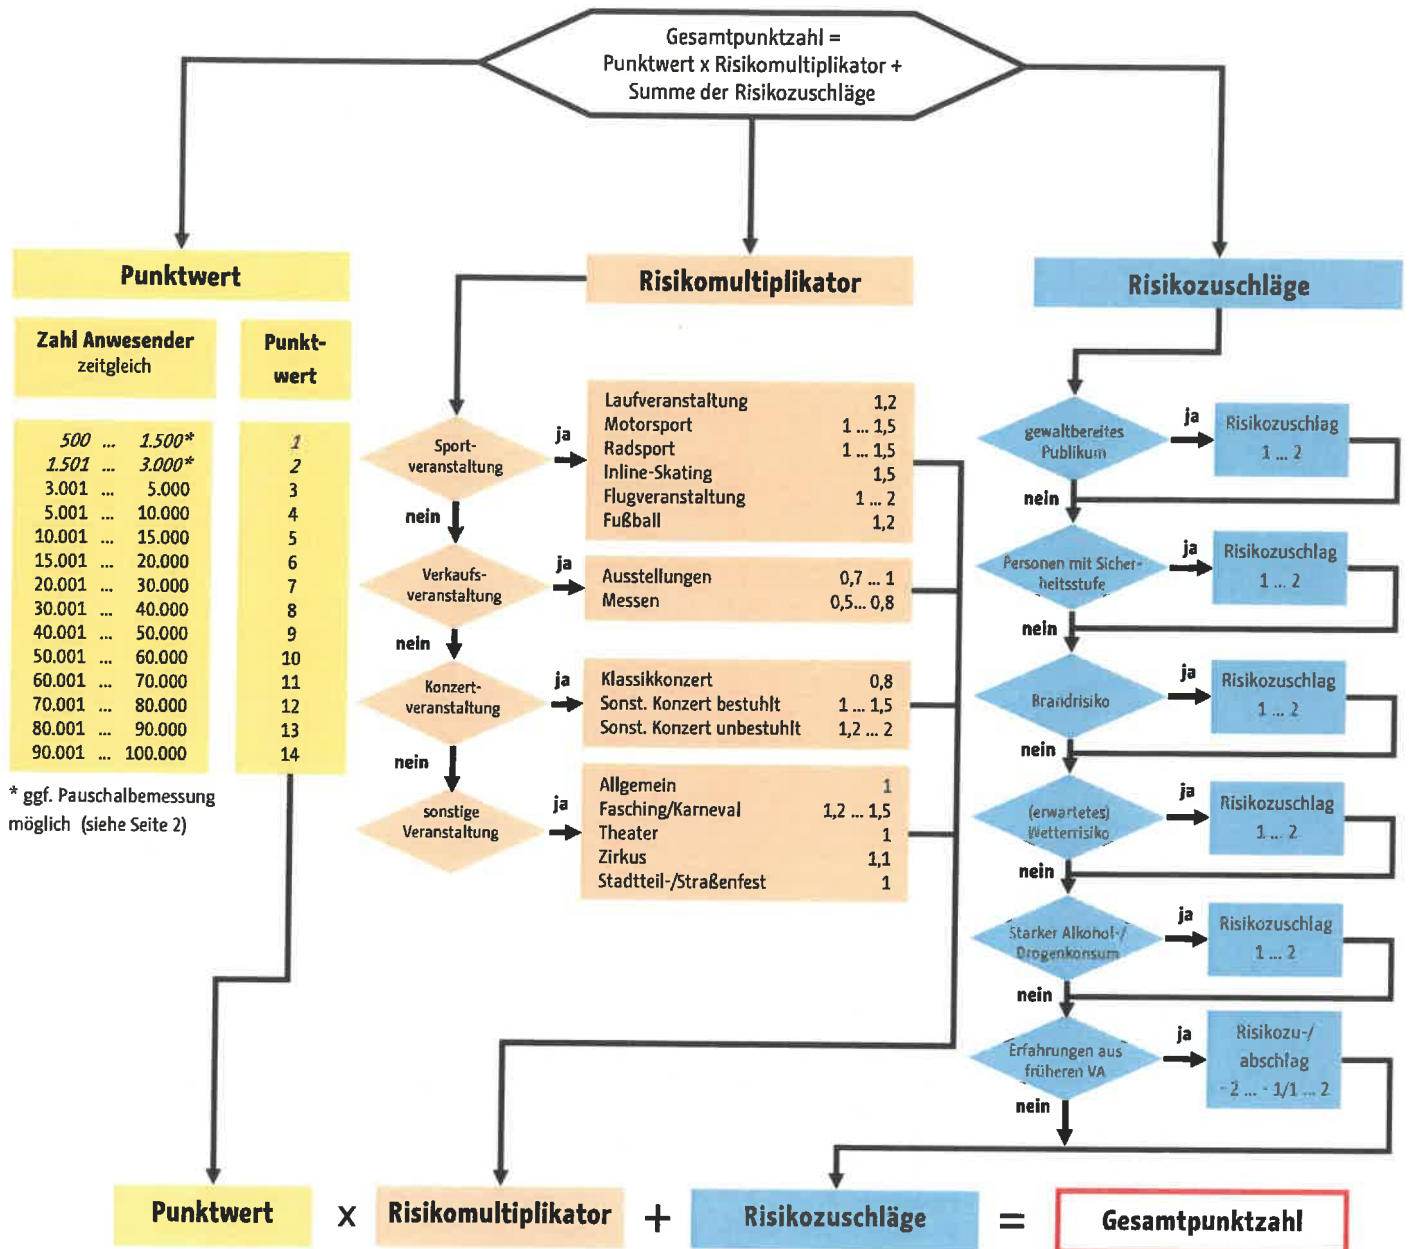 Gesamtpunktzahl =
Punktwert x Risikomultiplikator +
Summe der Risikozuschläge
Punktwert
Zahl Anwesender
zeitgleich
Punkt-
wert
500 ... 1.500* 1
1.501 ... 3.000* 2
3.001 ... 5.000 3
5.001 ... 10.000 4
10.001 ... 15.000 5
15.001 ... 20.000 6
20.001 ... 30.000 7
30.001 ... 40.000 8
40.001 ... 50.000 9
50.001 ... 60.000 10
60.001 ... 70.000 11
70.001 ... 80.000 12
80.001 ... 90.000 13
90.001 ... 100.000 14
* ggf. Pauschalbemessung
möglich (siehe Seite 2)
Risikomultiplikator
Sport-
veranstaltung
ja
nein
Laufveranstaltung 1,2
Motorsport 1 ... 1,5
Radsport 1 ... 1,5
Inline-Skating 1,5
Flugveranstaltung 1 ... 2
Fußball 1,2
Verkaufs-
veranstaltung
ja
nein
Ausstellungen 0,7 ... 1
Messen 0,5... 0,8
Konzert-
veranstaltung
ja
nein
Klassikkonzert 0,8
Sonst. Konzert bestuhlt 1 ... 1,5
Sonst. Konzert unbestuhlt 1,2 ... 2
sonstige
Veranstaltung
ja
Allgemein 1
Fasching/Karneval 1,2 ... 1,5
Theater 1
Zirkus 1,1
Stadtteil-/Straßenfest 1
Risikozuschläge
gewaltbereites
Publikum
ja
nein
Risikozuschlag
1 ... 2
Personen mit Sicher-
heitsstufe
ja
nein
Risikozuschlag
1 ... 2
Brandrisiko
ja
nein
Risikozuschlag
1 ... 2
(erwartetes)
Wetterrisiko
ja
nein
Risikozuschlag
1 ... 2
Starker Alkohol-/
Drogenkonsum
ja
nein
Risikozuschlag
1 ... 2
Erfahrungen aus
früheren VA
ja
nein
Risikozu-/
abschlag
- 2 ... - 1/1 ... 2
Punktwert x Risikomultiplikator + Risikozuschläge = Gesamtpunktzahl